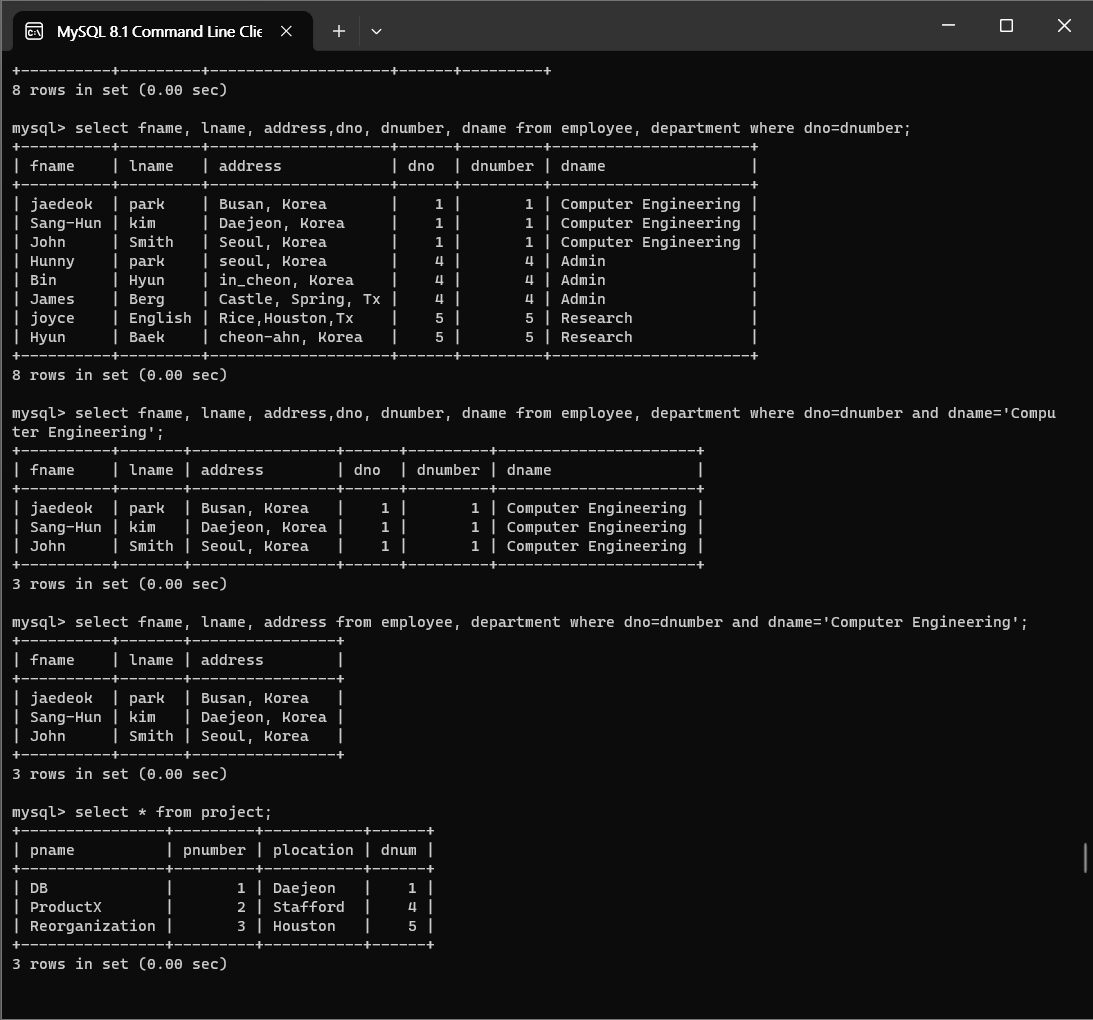 MySQL 8.1 Command Line Clie
+----------+---------+--------------------+------+---------+
8 rows in set (0.00 sec)
mysql> select fname, lname, address,dno, dnumber, dname from employee, department where dno=dnumber;
+----------+---------+--------------------+------+---------+----------------------+
| fname    | lname   | address            | dno  | dnumber | dname                |
+----------+---------+--------------------+------+---------+----------------------+
| jaedeok  | park    | Busan, Korea       |    1 |       1 | Computer Engineering |
| Sang-Hun | kim     | Daejeon, Korea     |    1 |       1 | Computer Engineering |
| John     | Smith   | Seoul, Korea       |    1 |       1 | Computer Engineering |
| Hunny    | park    | seoul, Korea       |    4 |       4 | Admin                |
| Bin      | Hyun    | in_cheon, Korea    |    4 |       4 | Admin                |
| James    | Berg    | Castle, Spring, Tx |    4 |       4 | Admin                |
| joyce    | English | Rice,Houston,Tx    |    5 |       5 | Research             |
| Hyun     | Baek    | cheon-ahn, Korea   |    5 |       5 | Research             |
+----------+---------+--------------------+------+---------+----------------------+
8 rows in set (0.00 sec)
mysql> select fname, lname, address,dno, dnumber, dname from employee, department where dno=dnumber and dname='Compu
ter Engineering';
+----------+-------+----------------+------+---------+----------------------+
| fname    | lname | address        | dno  | dnumber | dname                |
+----------+-------+----------------+------+---------+----------------------+
| jaedeok  | park  | Busan, Korea   |    1 |       1 | Computer Engineering |
| Sang-Hun | kim   | Daejeon, Korea |    1 |       1 | Computer Engineering |
| John     | Smith | Seoul, Korea   |    1 |       1 | Computer Engineering |
+----------+-------+----------------+------+---------+----------------------+
3 rows in set (0.00 sec)
mysql> select fname, lname, address from employee, department where dno=dnumber and dname='Computer Engineering';
+----------+-------+----------------+
| fname    | lname | address        |
+----------+-------+----------------+
| jaedeok  | park  | Busan, Korea   |
| Sang-Hun | kim   | Daejeon, Korea |
| John     | Smith | Seoul, Korea   |
+----------+-------+----------------+
3 rows in set (0.00 sec)
mysql> select * from project;
+----------------+---------+-----------+------+
| pname          | pnumber | plocation | dnum |
+----------------+---------+-----------+------+
| DB             |       1 | Daejeon   |    1 |
| ProductX       |       2 | Stafford  |    4 |
| Reorganization |       3 | Houston   |    5 |
+----------------+---------+-----------+------+
3 rows in set (0.00 sec)